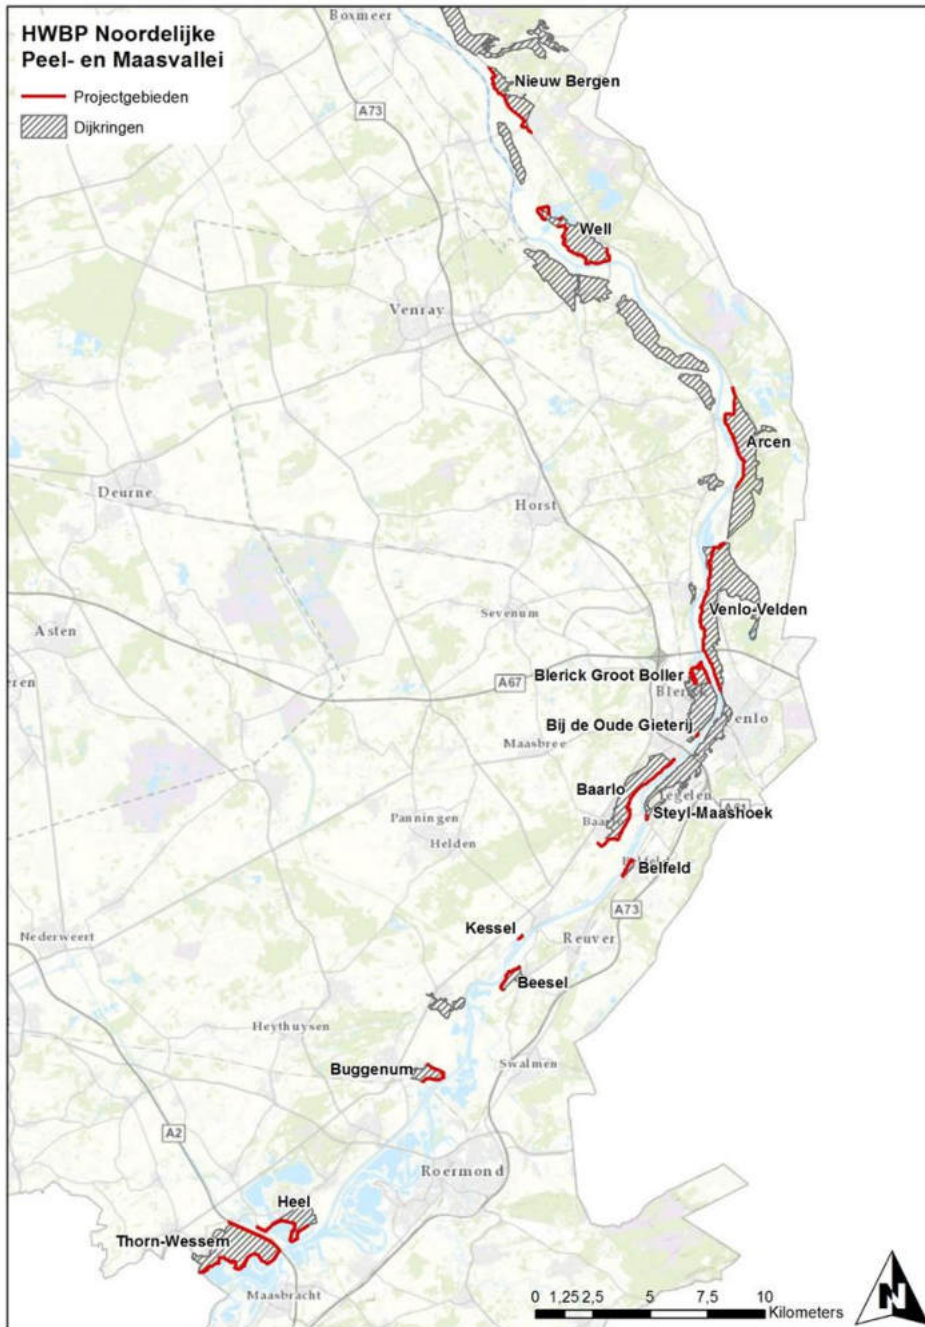 HWBP Noordelijke
Peel- en Maasvallei
Projectgebieden
Dijkringen
Boxmeer
Nieuw Bergen
A73
Well
Venray
Arcen
Deurne
Horst
Venlo-Velden
Sevenum
Asten
Blerick Groot Boller
A67
Blerick
eren
enlo
Bij de Oude Gieterij
Maasbree
Baarlo
Tegelen
Steyl-Maashoek
Panningen
Baarlo
Helden
Belfeld
A73
Kessel
Reuver
Nederweert
Beesel
Heythuysen
Swalmen
Buggenum
A2
Roermond
Heel
Thorn-Wessem
Maasbracht
N
0 1,25 2,5 5 7,5 10
Kilometers